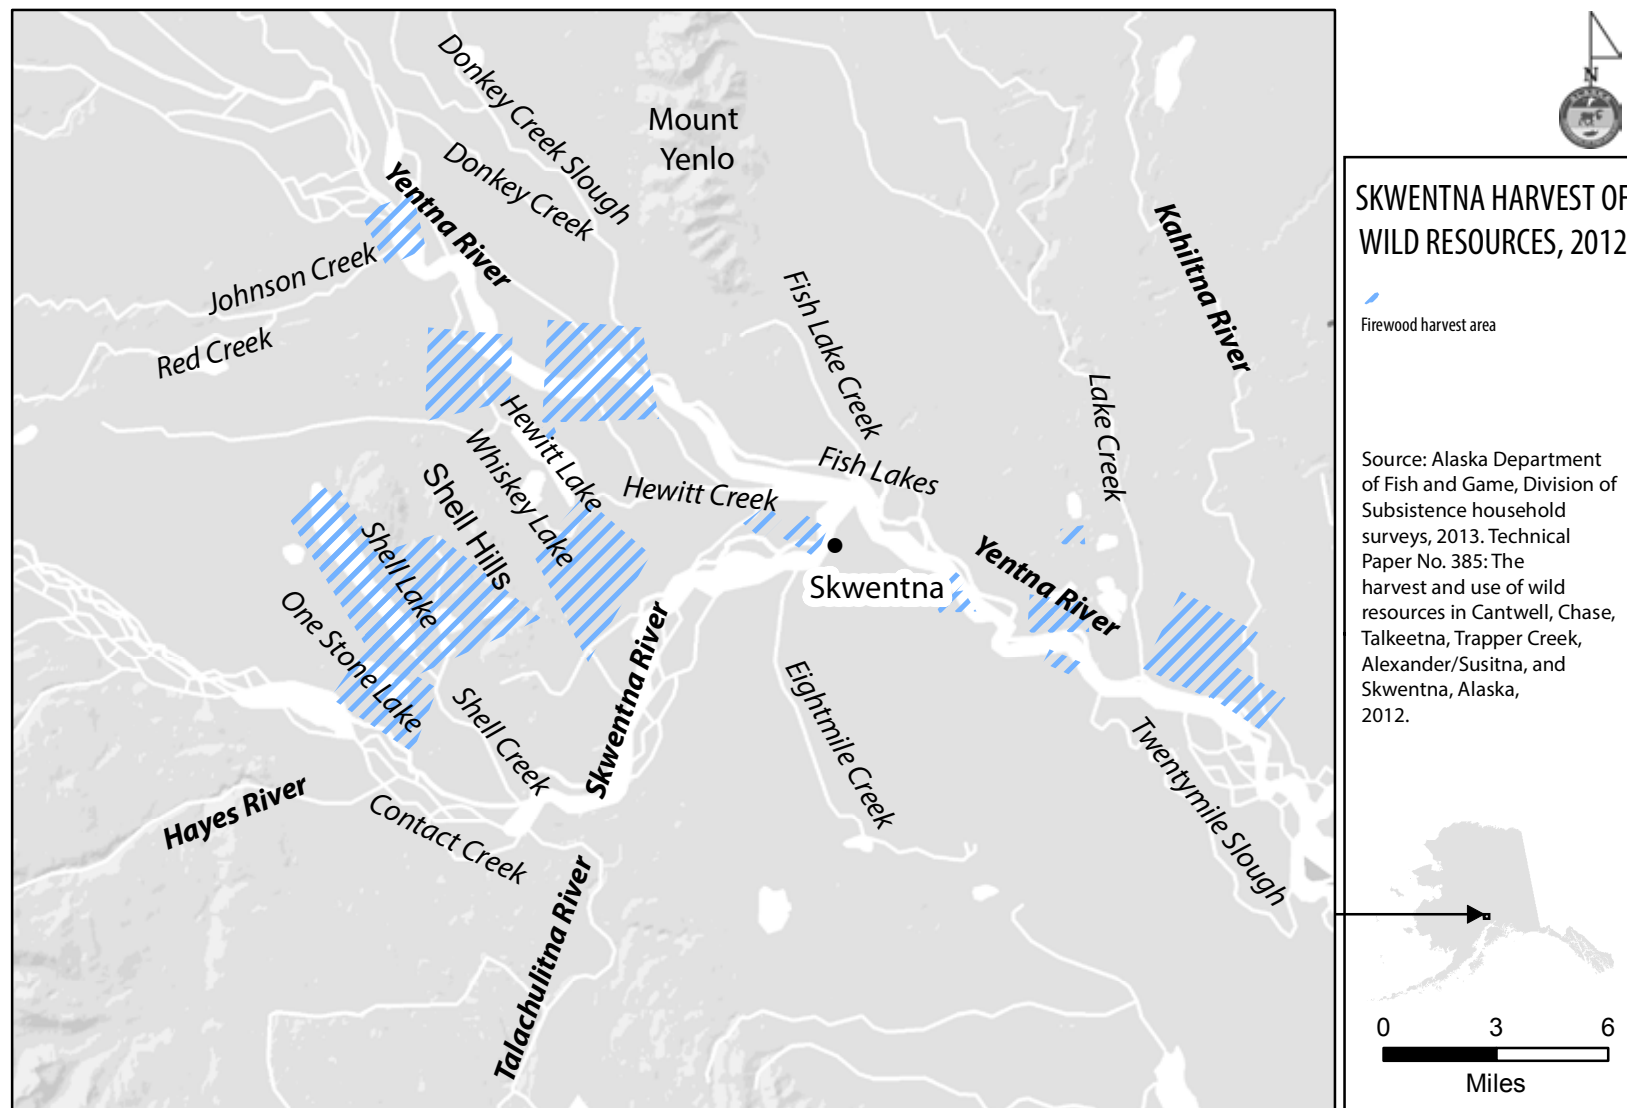 Donkey Creek Slough
Mount
Yenlo
Donkey Creek
Yentna River
Kahiltna River
Johnson Creek
Red Creek
Fish Lake Creek
Lake Creek
Hewitt Lake
Whiskey Lake
Shell Hills
Hewitt Creek
Fish Lakes
Shell Lake
One Stone Lake
Skwentna
Yentna River
Skwentna River
Shell Creek
Eightmile Creek
Twentymile Slough
Hayes River
Contact Creek
Talachulitna River
N
ALASKA
SKWENTNA HARVEST OF
WILD RESOURCES, 2012
Firewood harvest area
Source: Alaska Department
of Fish and Game, Division of
Subsistence household
surveys, 2013. Technical
Paper No. 385: The
harvest and use of wild
resources in Cantwell, Chase,
Talkeetna, Trapper Creek,
Alexander/Susitna, and
Skwentna, Alaska,
2012.
0 3 6
Miles